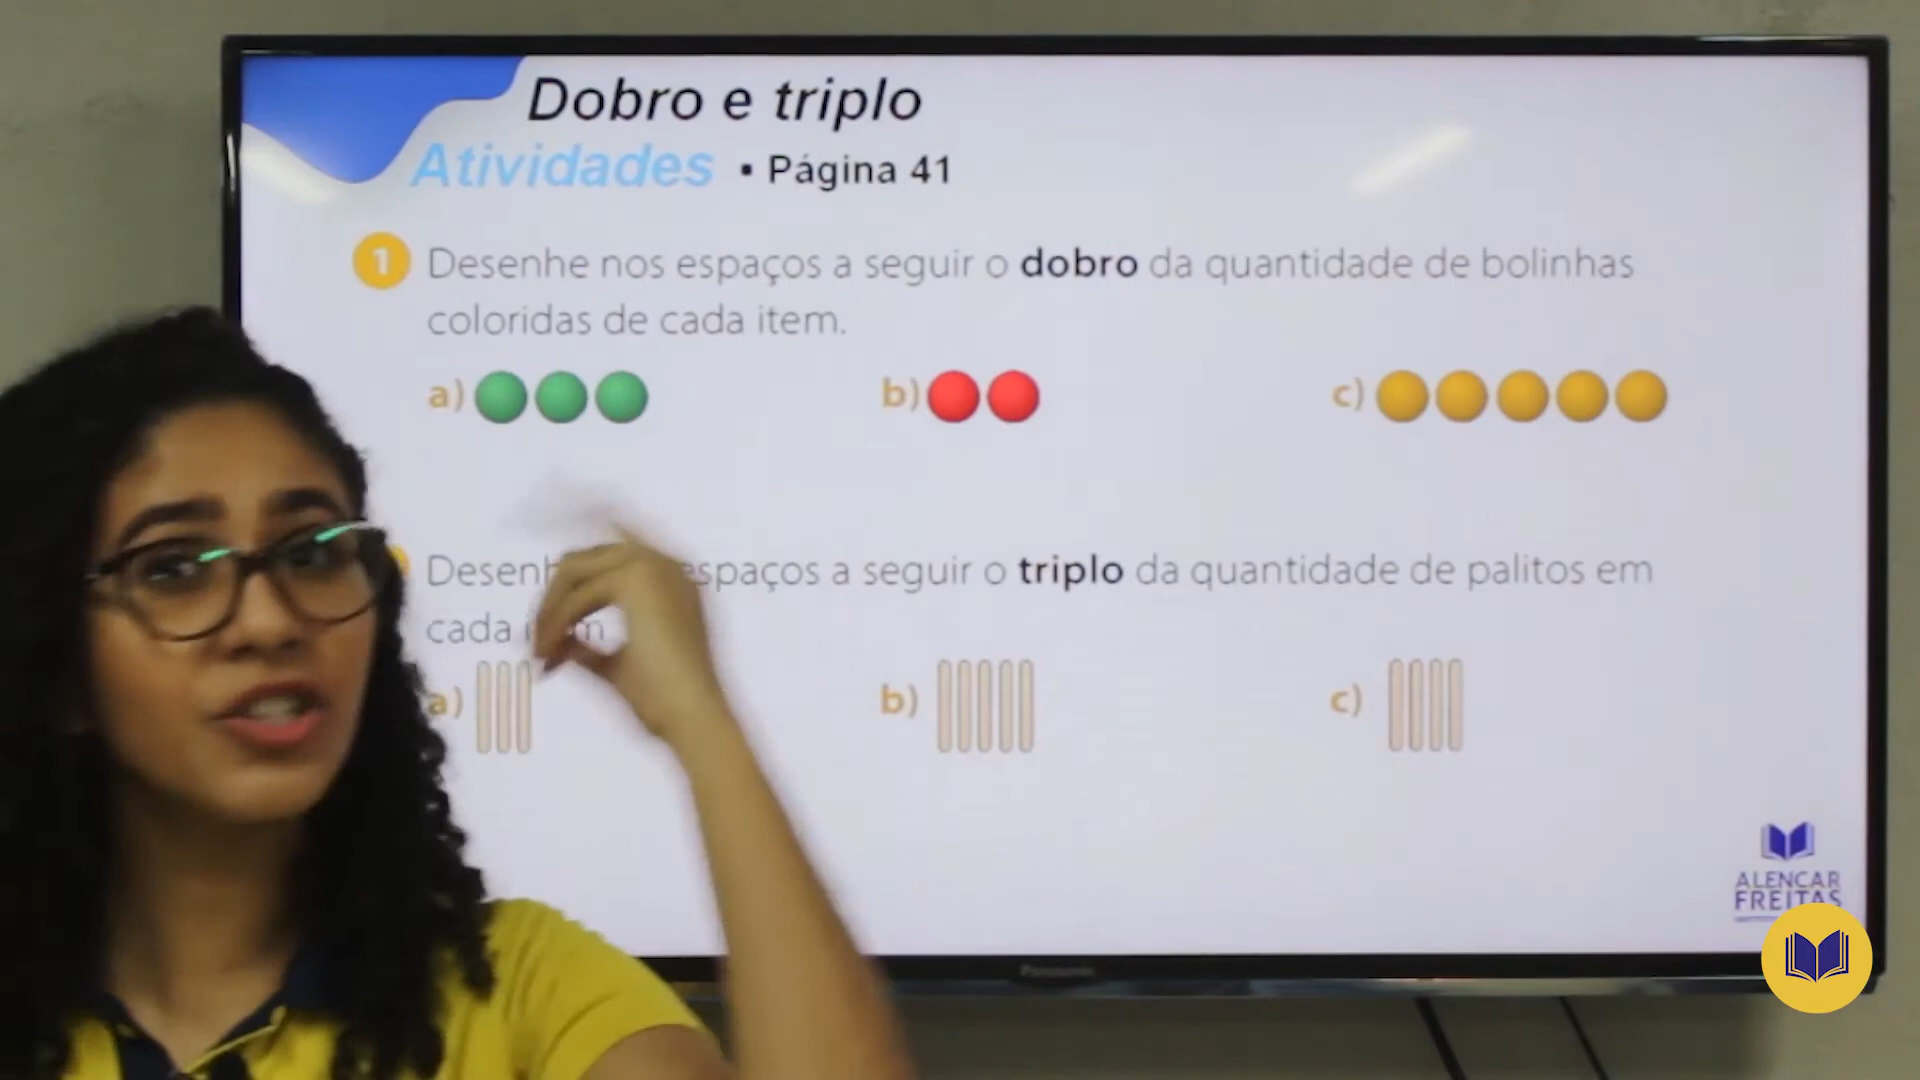 Dobro e triplo
Atividades ▪ Página 41
1 Desenhe nos espaços a seguir o dobro da quantidade de bolinhas
coloridas de cada item.
a) b) c)
espaços a seguir o triplo da quantidade de palitos em
cada
a) b) c)
ALENCAR
FREITAS
Panasonic